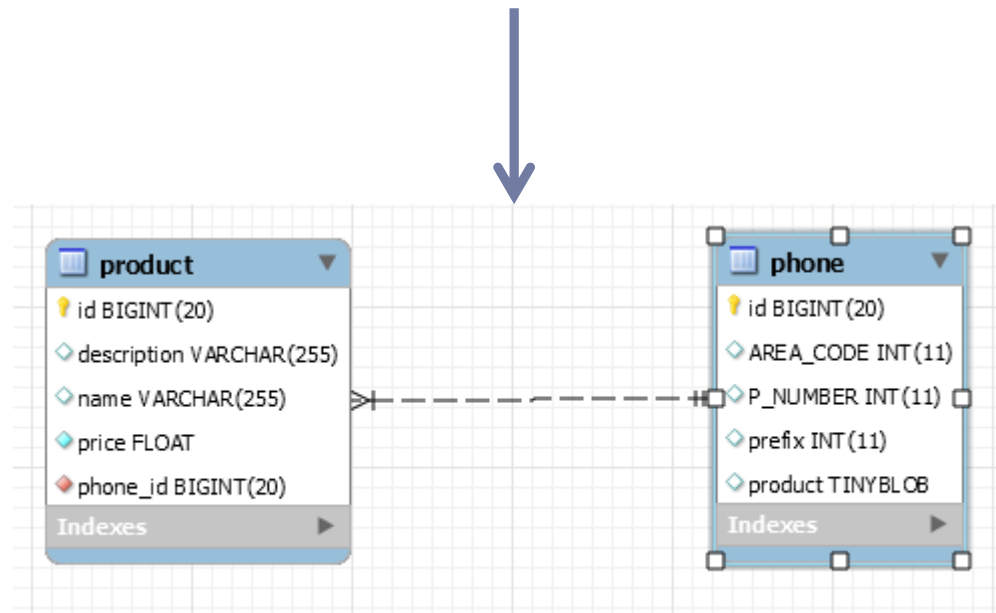 product
id BIGINT(20)
description VARCHAR(255)
name VARCHAR(255)
price FLOAT
phone_id BIGINT(20)
Indexes
phone
id BIGINT(20)
AREA_CODE INT(11)
P_NUMBER INT(11)
prefix INT(11)
product TINYBLOB
Indexes